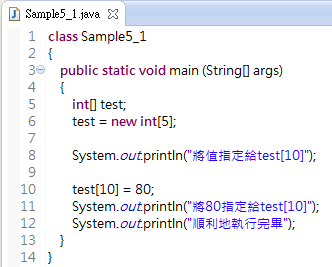 Sample5_1.java
1 class Sample5_1
2 {
3 public static void main (String[] args)
4 {
5 int[] test;
6 test = new int[5];
7
8 System.out.println("將值指定給test[10]");
9
10 test[10] = 80;
11 System.out.println("將80指定給test[10]");
12 System.out.println("順利地執行完畢");
13 }
14 }